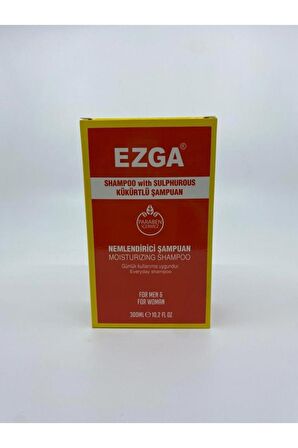 EZGA®
SHAMPOO with SULPHUROUS
KÜKÜRTLÜ ŞAMPUAN
PARABEN
İÇERMEZ
NEMLENDİRİCİ ŞAMPUAN
MOISTURIZING SHAMPOO
Günlük kullanıma uygundur
Everyday shampoo
FOR MEN &
FOR WOMAN
300ML ℮ 10,2 FL OZ